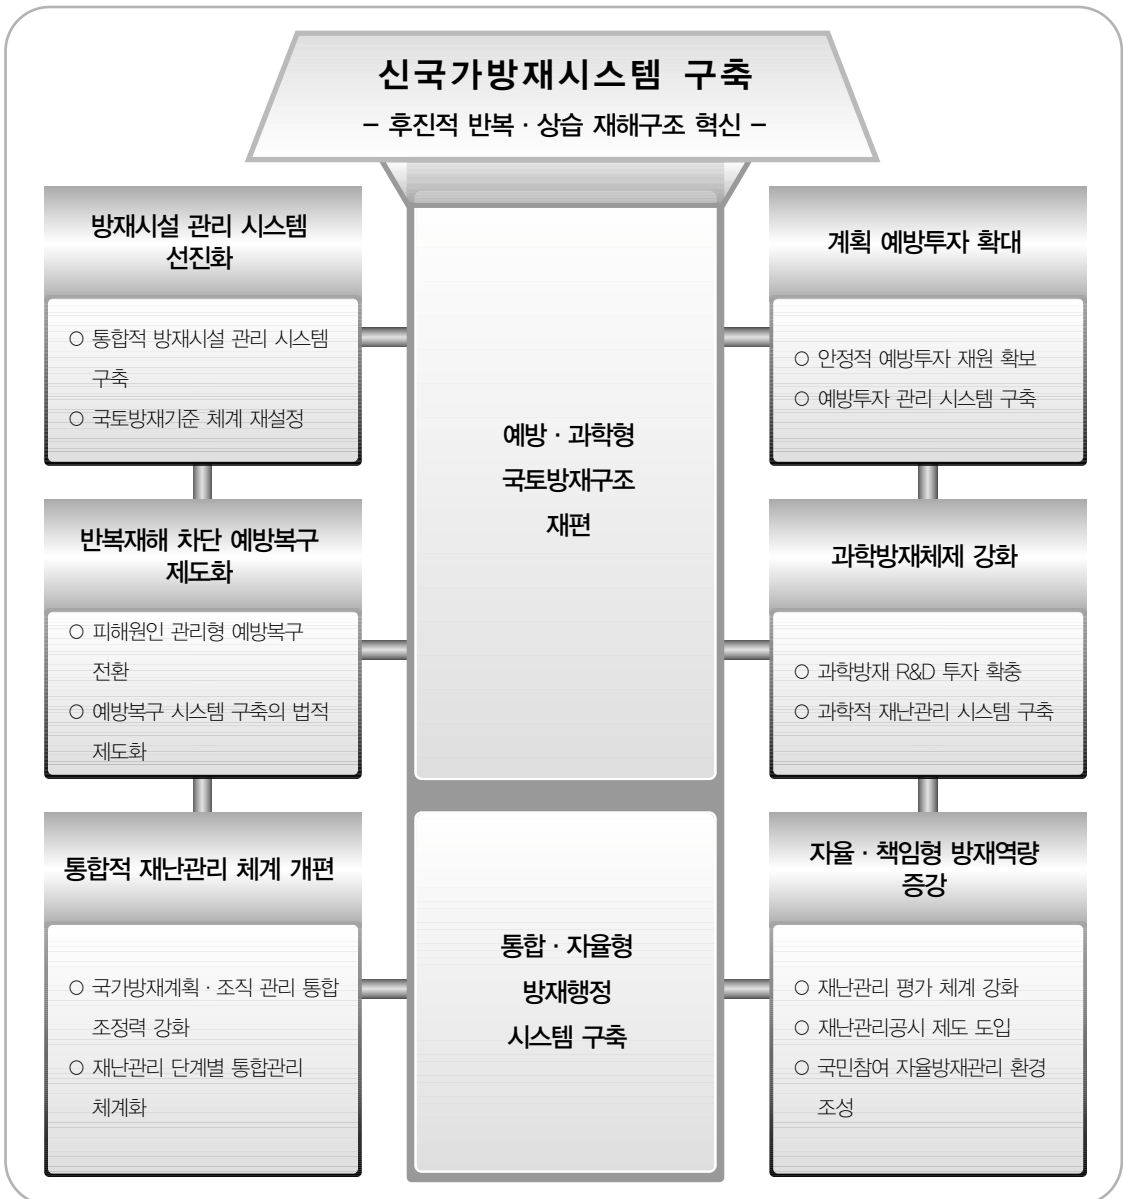 신국가방재시스템 구축
– 후진적 반복 · 상습 재해구조 혁신 –
방재시설 관리 시스템
선진화
○ 통합적 방재시설 관리 시스템
구축
○ 국토방재기준 체계 재설정
반복재해 차단 예방복구
제도화
○ 피해원인 관리형 예방복구
전환
○ 예방복구 시스템 구축의 법적
제도화
통합적 재난관리 체계 개편
○ 국가방재계획 · 조직 관리 통합
조정력 강화
○ 재난관리 단계별 통합관리
체계화
예방 · 과학형
국토방재구조
재편
통합 · 자율형
방재행정
시스템 구축
계획 예방투자 확대
○ 안정적 예방투자 재원 확보
○ 예방투자 관리 시스템 구축
과학방재체제 강화
○ 과학방재 R&D 투자 확충
○ 과학적 재난관리 시스템 구축
자율 · 책임형 방재역량
증강
○ 재난관리 평가 체계 강화
○ 재난관리공시 제도 도입
○ 국민참여 자율방재관리 환경
조성